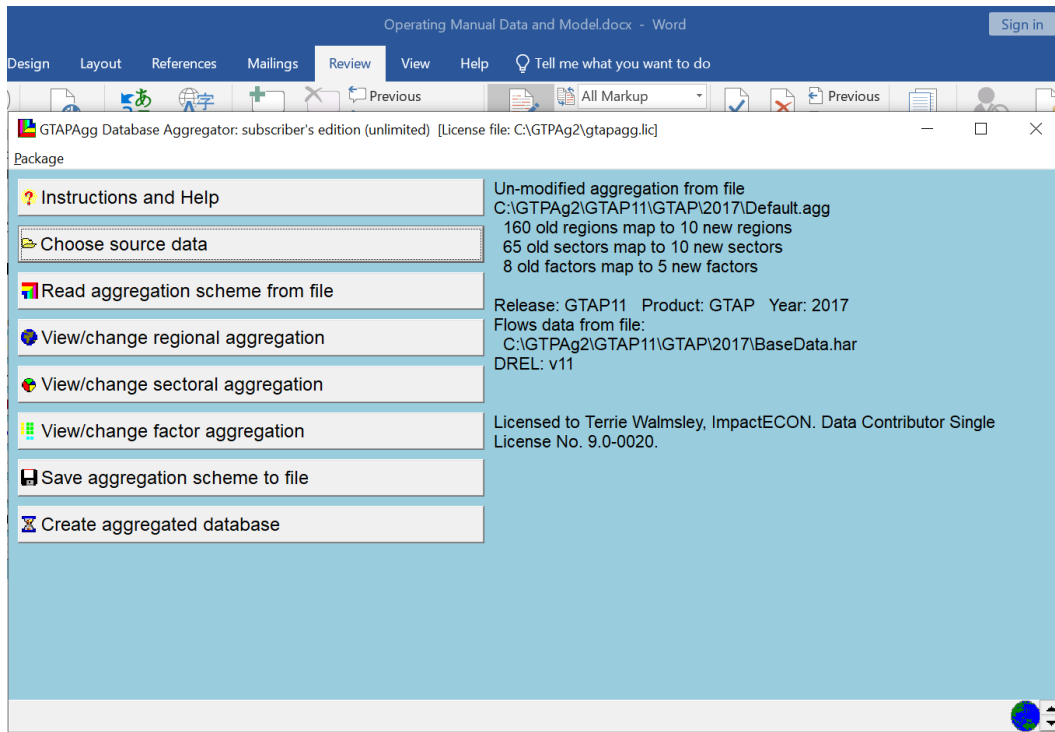 Operating Manual Data and Model.docx - Word
Sign in
Design Layout References Mailings Review View Help Tell me what you want to do
Previous All Markup Previous
GTAPAgg Database Aggregator: subscriber's edition (unlimited) [License file: C:\GTPAg2\gtapagg.lic]
Package
Instructions and Help
Choose source data
Read aggregation scheme from file
View/change regional aggregation
View/change sectoral aggregation
View/change factor aggregation
Save aggregation scheme to file
Create aggregated database
Un-modified aggregation from file
C:\GTPAg2\GTAP11\GTAP\2017\Default.agg
160 old regions map to 10 new regions
65 old sectors map to 10 new sectors
8 old factors map to 5 new factors
Release: GTAP11 Product: GTAP Year: 2017
Flows data from file:
C:\GTPAg2\GTAP11\GTAP\2017\BaseData.har
DREL: v11
Licensed to Terrie Walmsley, ImpactECON. Data Contributor Single
License No. 9.0-0020.